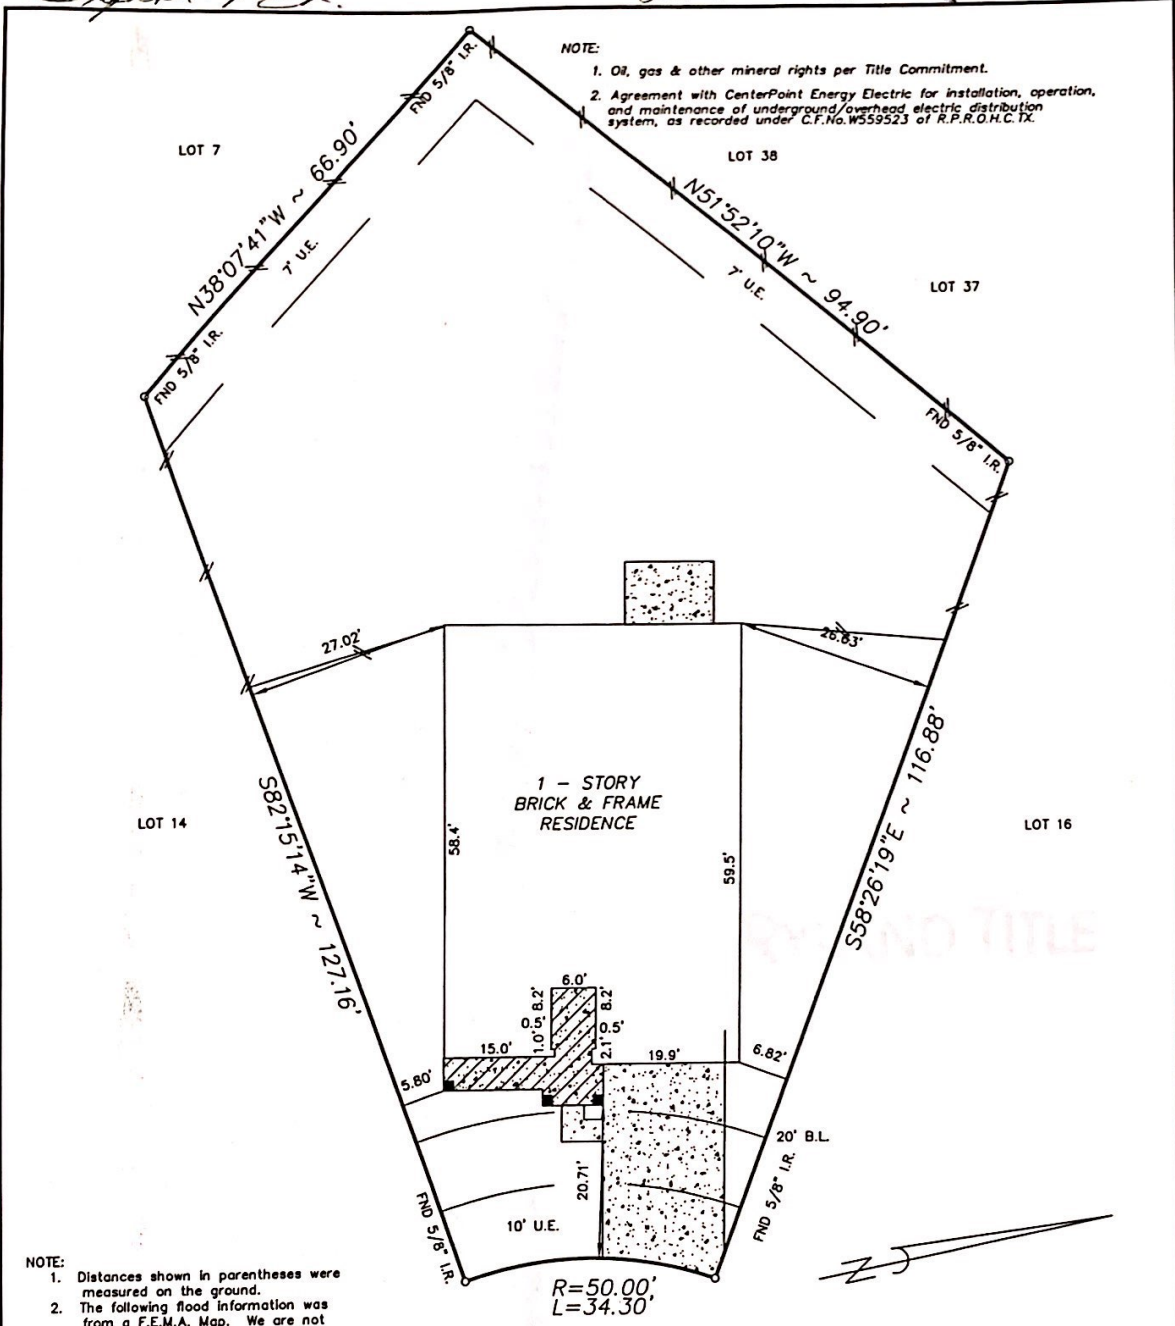 NOTE:
1. Oil, gas & other mineral rights per Title Commitment.
2. Agreement with CenterPoint Energy Electric for installation, operation,
and maintenance of underground/overhead electric distribution
system, as recorded under C.F.No.W559523 of R.P.R.O.H.C.TX.
FND 5/8" I.R.
LOT 7
LOT 38
N38°07'41"W ~ 66.90'
7' U.E.
N51°52'10"W ~ 94.90'
7' U.E.
LOT 37
FND 5/8" I.R.
FND 5/8" I.R.
27.02'
26.63'
1 - STORY
BRICK & FRAME
RESIDENCE
LOT 14
LOT 16
S82°15'14"W ~ 127.16'
58.4'
59.5'
S58°26'19"E ~ 116.88'
TITLE
6.0'
8.2'
8.2'
0.5'
0.5'
15.0'
1.0'
2.1'
19.9'
6.82'
5.80'
20' B.L.
20.71'
FND 5/8" I.R.
10' U.E.
FND 5/8" I.R.
N
R=50.00'
L=34.30'
NOTE:
1. Distances shown in parentheses were
measured on the ground.
2. The following flood information was
from a F.E.M.A. Map. We are not